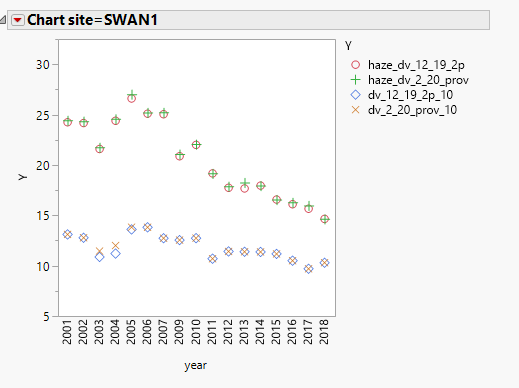 Chart site=SWAN1
Y
haze_dv_12_19_2p
haze_dv_2_20_prov
dv_12_19_2p_10
dv_2_20_prov_10
30
25
20
15
10
5
Y
2001
2002
2003
2004
2005
2006
2007
2009
2010
2011
2012
2013
2014
2015
2016
2017
2018
year